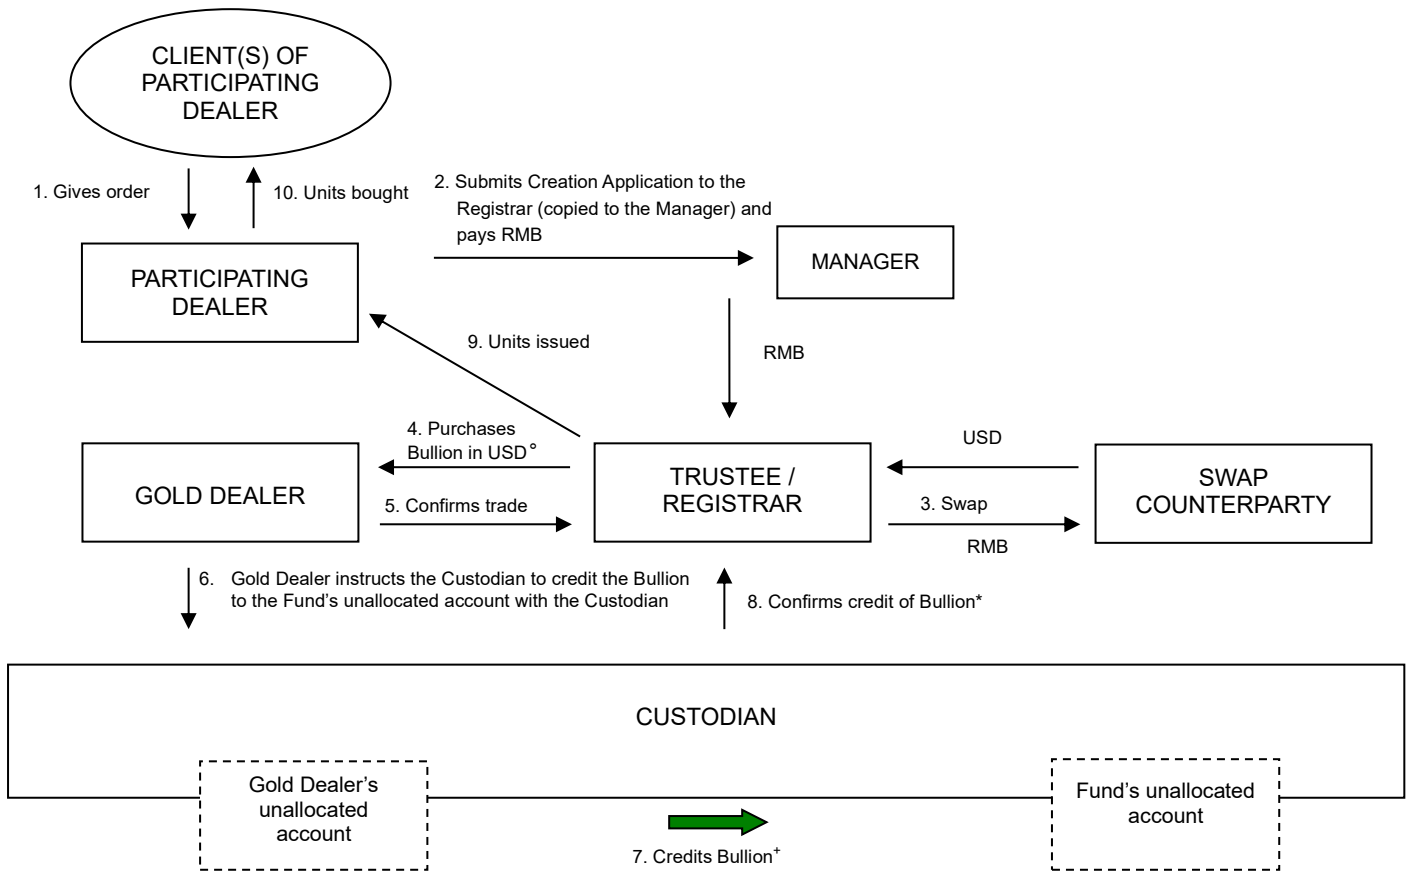 CLIENT(S) OF
PARTICIPATING
DEALER
1. Gives order
10. Units bought
2. Submits Creation Application to the
Registrar (copied to the Manager) and
pays RMB
PARTICIPATING
DEALER
MANAGER
9. Units issued
RMB
4. Purchases
Bullion in USD°
GOLD DEALER
5. Confirms trade
TRUSTEE /
REGISTRAR
USD
3. Swap
RMB
SWAP
COUNTERPARTY
6. Gold Dealer instructs the Custodian to credit the Bullion
to the Fund’s unallocated account with the Custodian
8. Confirms credit of Bullion*
CUSTODIAN
Gold Dealer’s
unallocated
account
7. Credits Bullion⁺
Fund’s unallocated
account